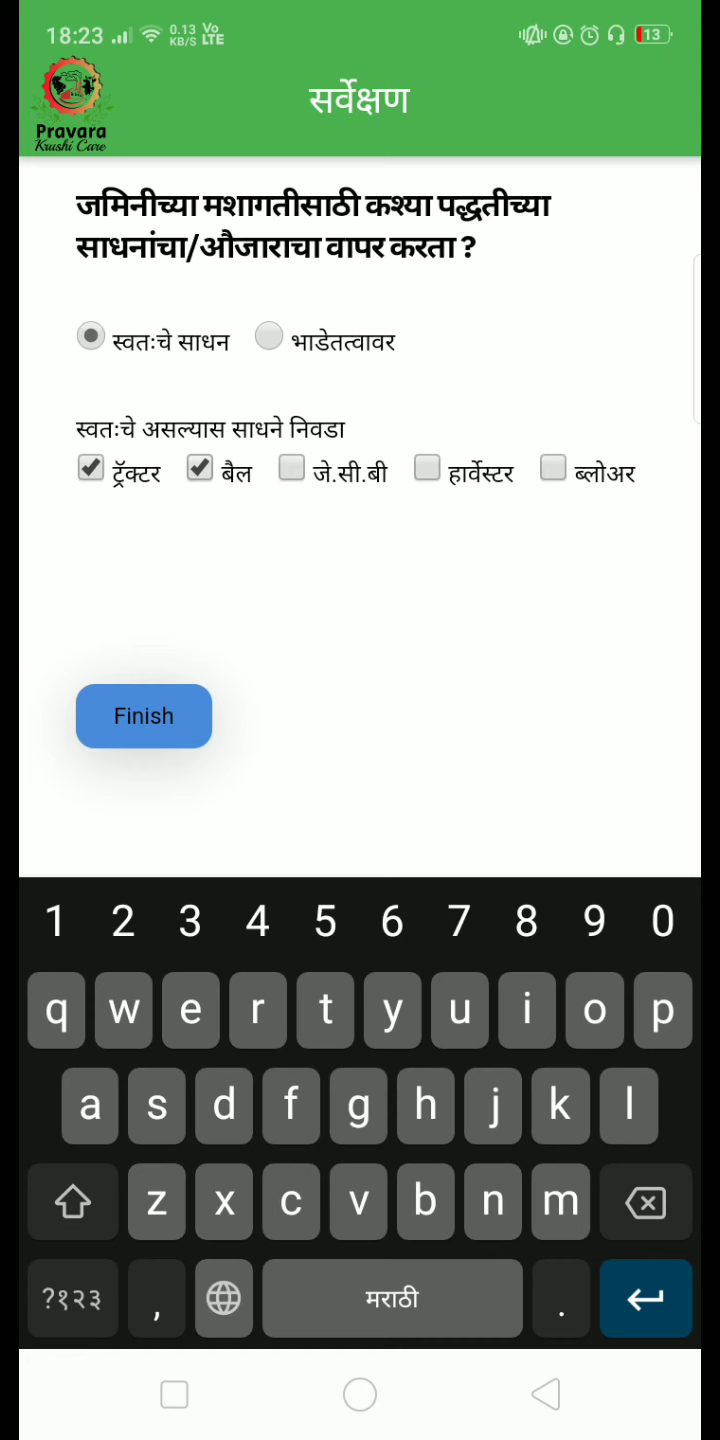 18:23 0.13 KB/S Vo LTE 13
Pravara
Krushi Care
सर्वेक्षण
जमिनीच्या मशागतीसाठी कश्या पद्धतीच्या
साधनांचा/औजाराचा वापर करता ?
स्वतःचे साधन भाडेतत्वावर
स्वतःचे असल्यास साधने निवडा
ट्रॅक्टर बैल जे.सी.बी हार्वेस्टर ब्लोअर
Finish
1 2 3 4 5 6 7 8 9 0
q w e r t y u i o p
a s d f g h j k l
z x c v b n m
?१२३ , मराठी .